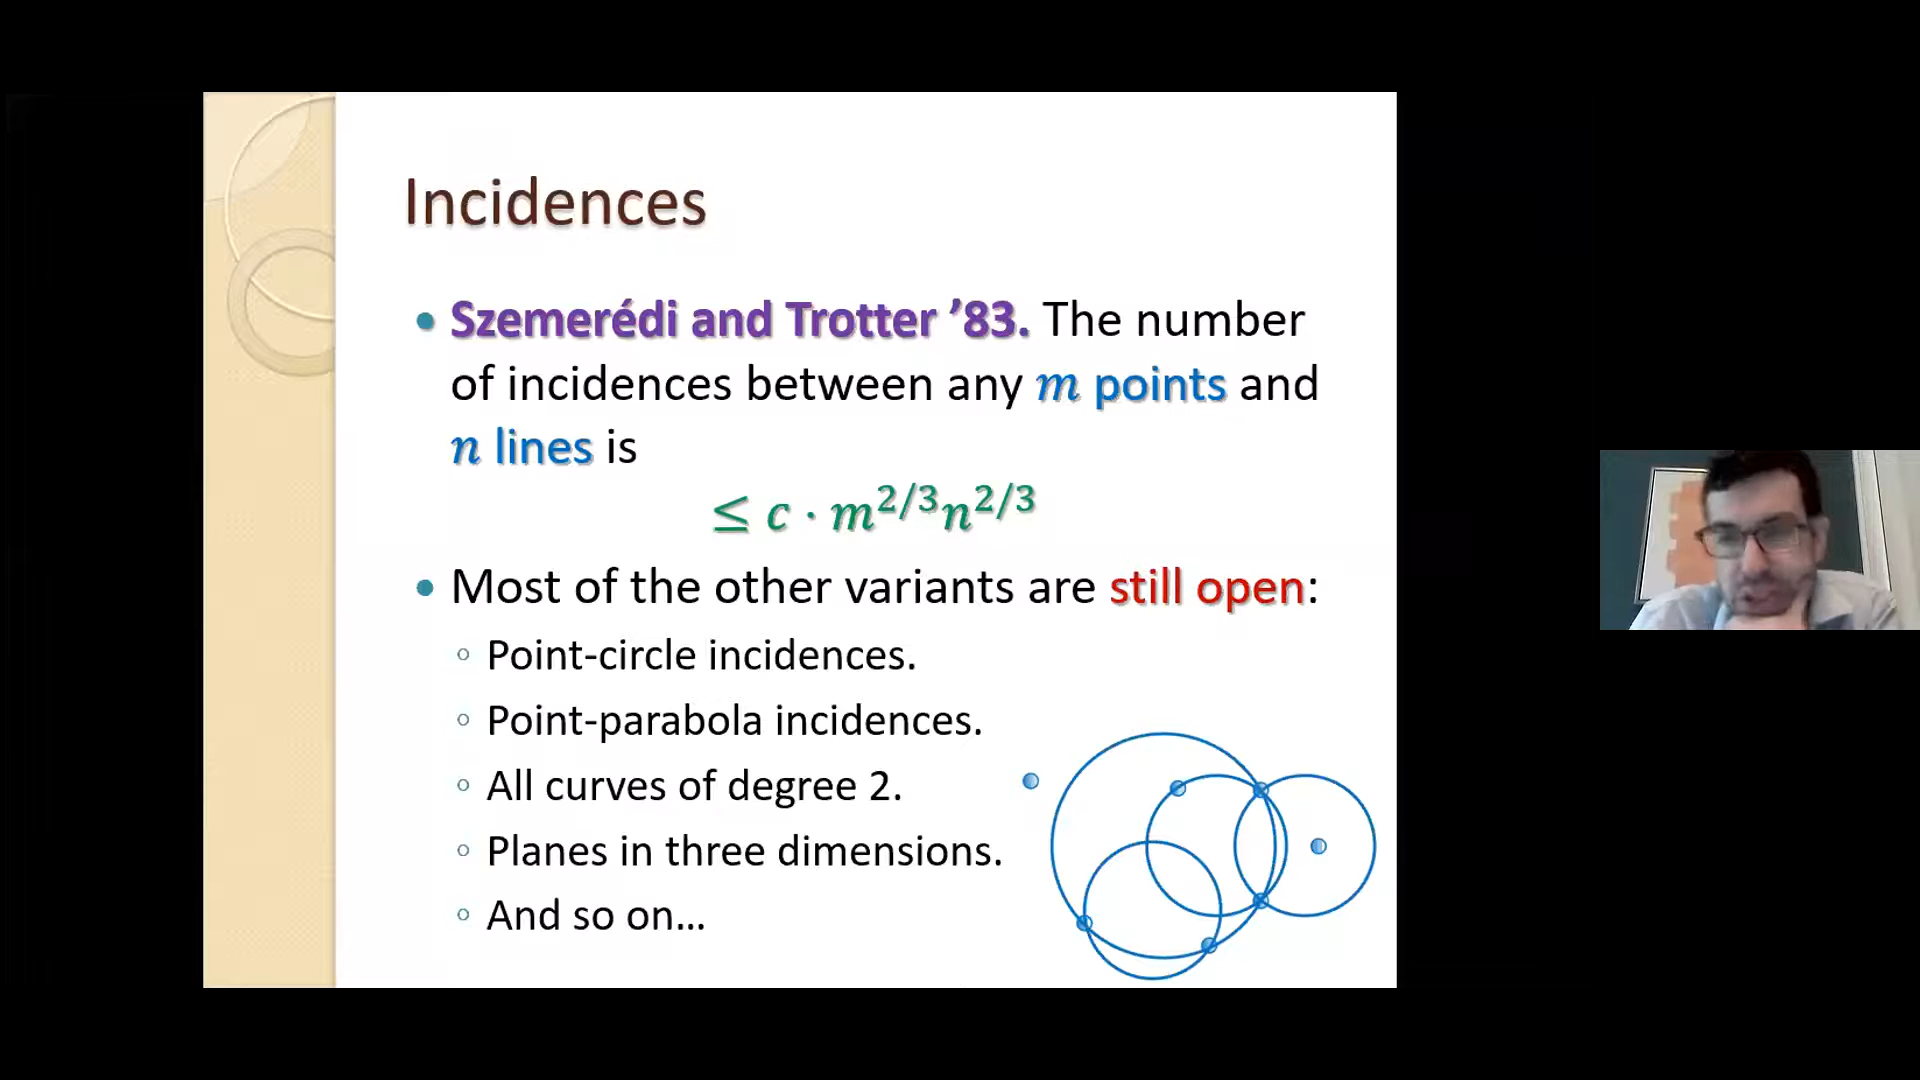 Incidences
• Szemerédi and Trotter ’83. The number
of incidences between any m points and
n lines is
≤ c · m^{2/3}n^{2/3}
• Most of the other variants are still open:
◦ Point-circle incidences.
◦ Point-parabola incidences.
◦ All curves of degree 2.
◦ Planes in three dimensions.
◦ And so on…